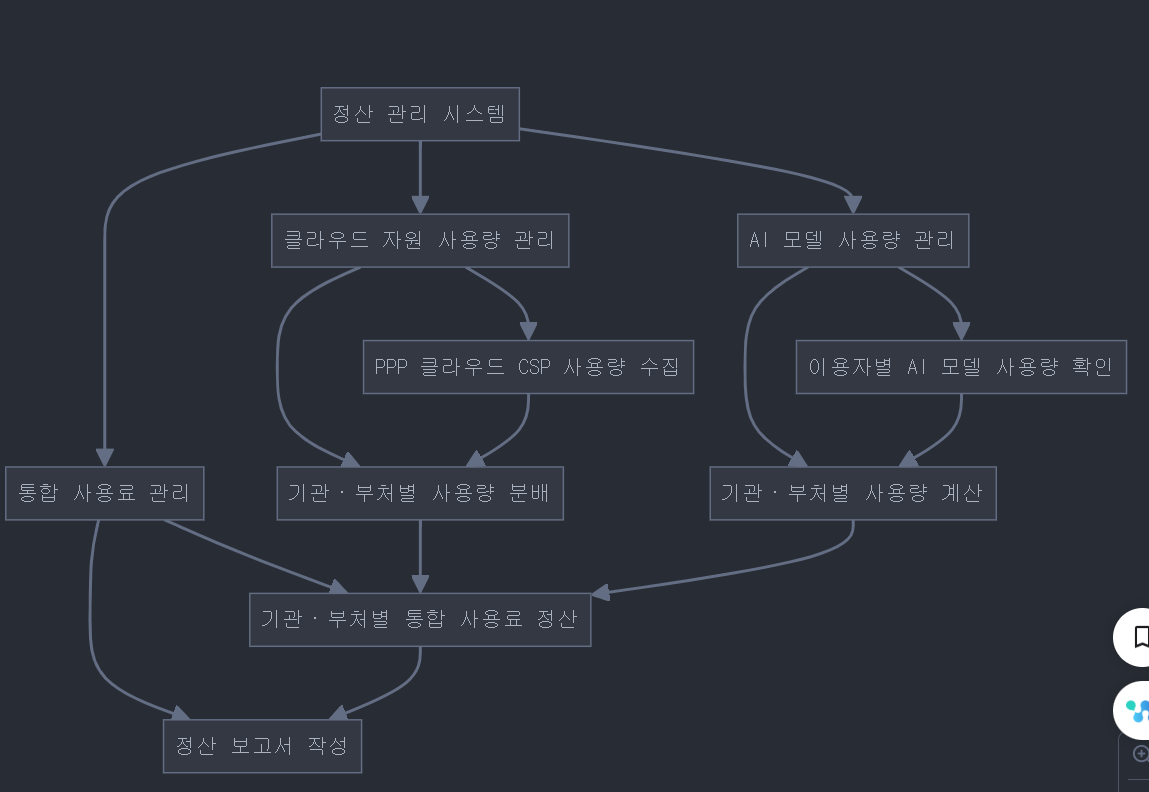 정산 관리 시스템
클라우드 자원 사용량 관리
AI 모델 사용량 관리
PPP 클라우드 CSP 사용량 수집
이용자별 AI 모델 사용량 확인
통합 사용료 관리
기관·부처별 사용량 분배
기관·부처별 사용량 계산
기관·부처별 통합 사용료 정산
정산 보고서 작성